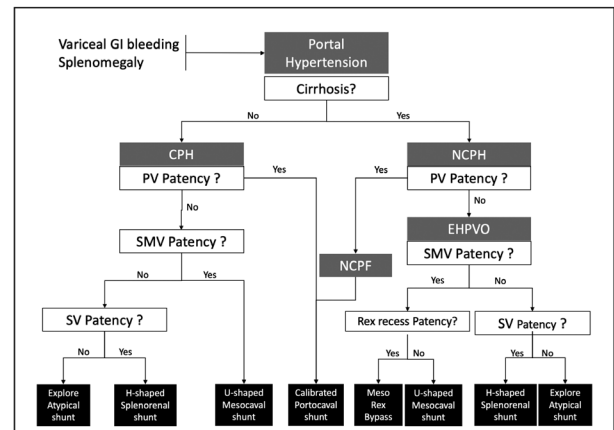 Variceal GI bleeding
Splenomegaly
Portal
Hypertension
Cirrhosis?
No
Yes
CPH
PV Patency ?
Yes
NCPH
PV Patency ?
Yes
No
No
SMV Patency ?
NCPF
EHPVO
SMV Patency ?
No
Yes
Yes
No
SV Patency ?
Rex recess Patency?
SV Patency ?
No
Yes
Yes
No
Yes
No
Explore
Atypical
shunt
H-shaped
Splenorenal
shunt
U-shaped
Mesocaval
shunt
Calibrated
Portocaval
shunt
Meso
Rex
Bypass
U-shaped
Mesocaval
shunt
H-shaped
Splenorenal
shunt
Explore
Atypical
shunt